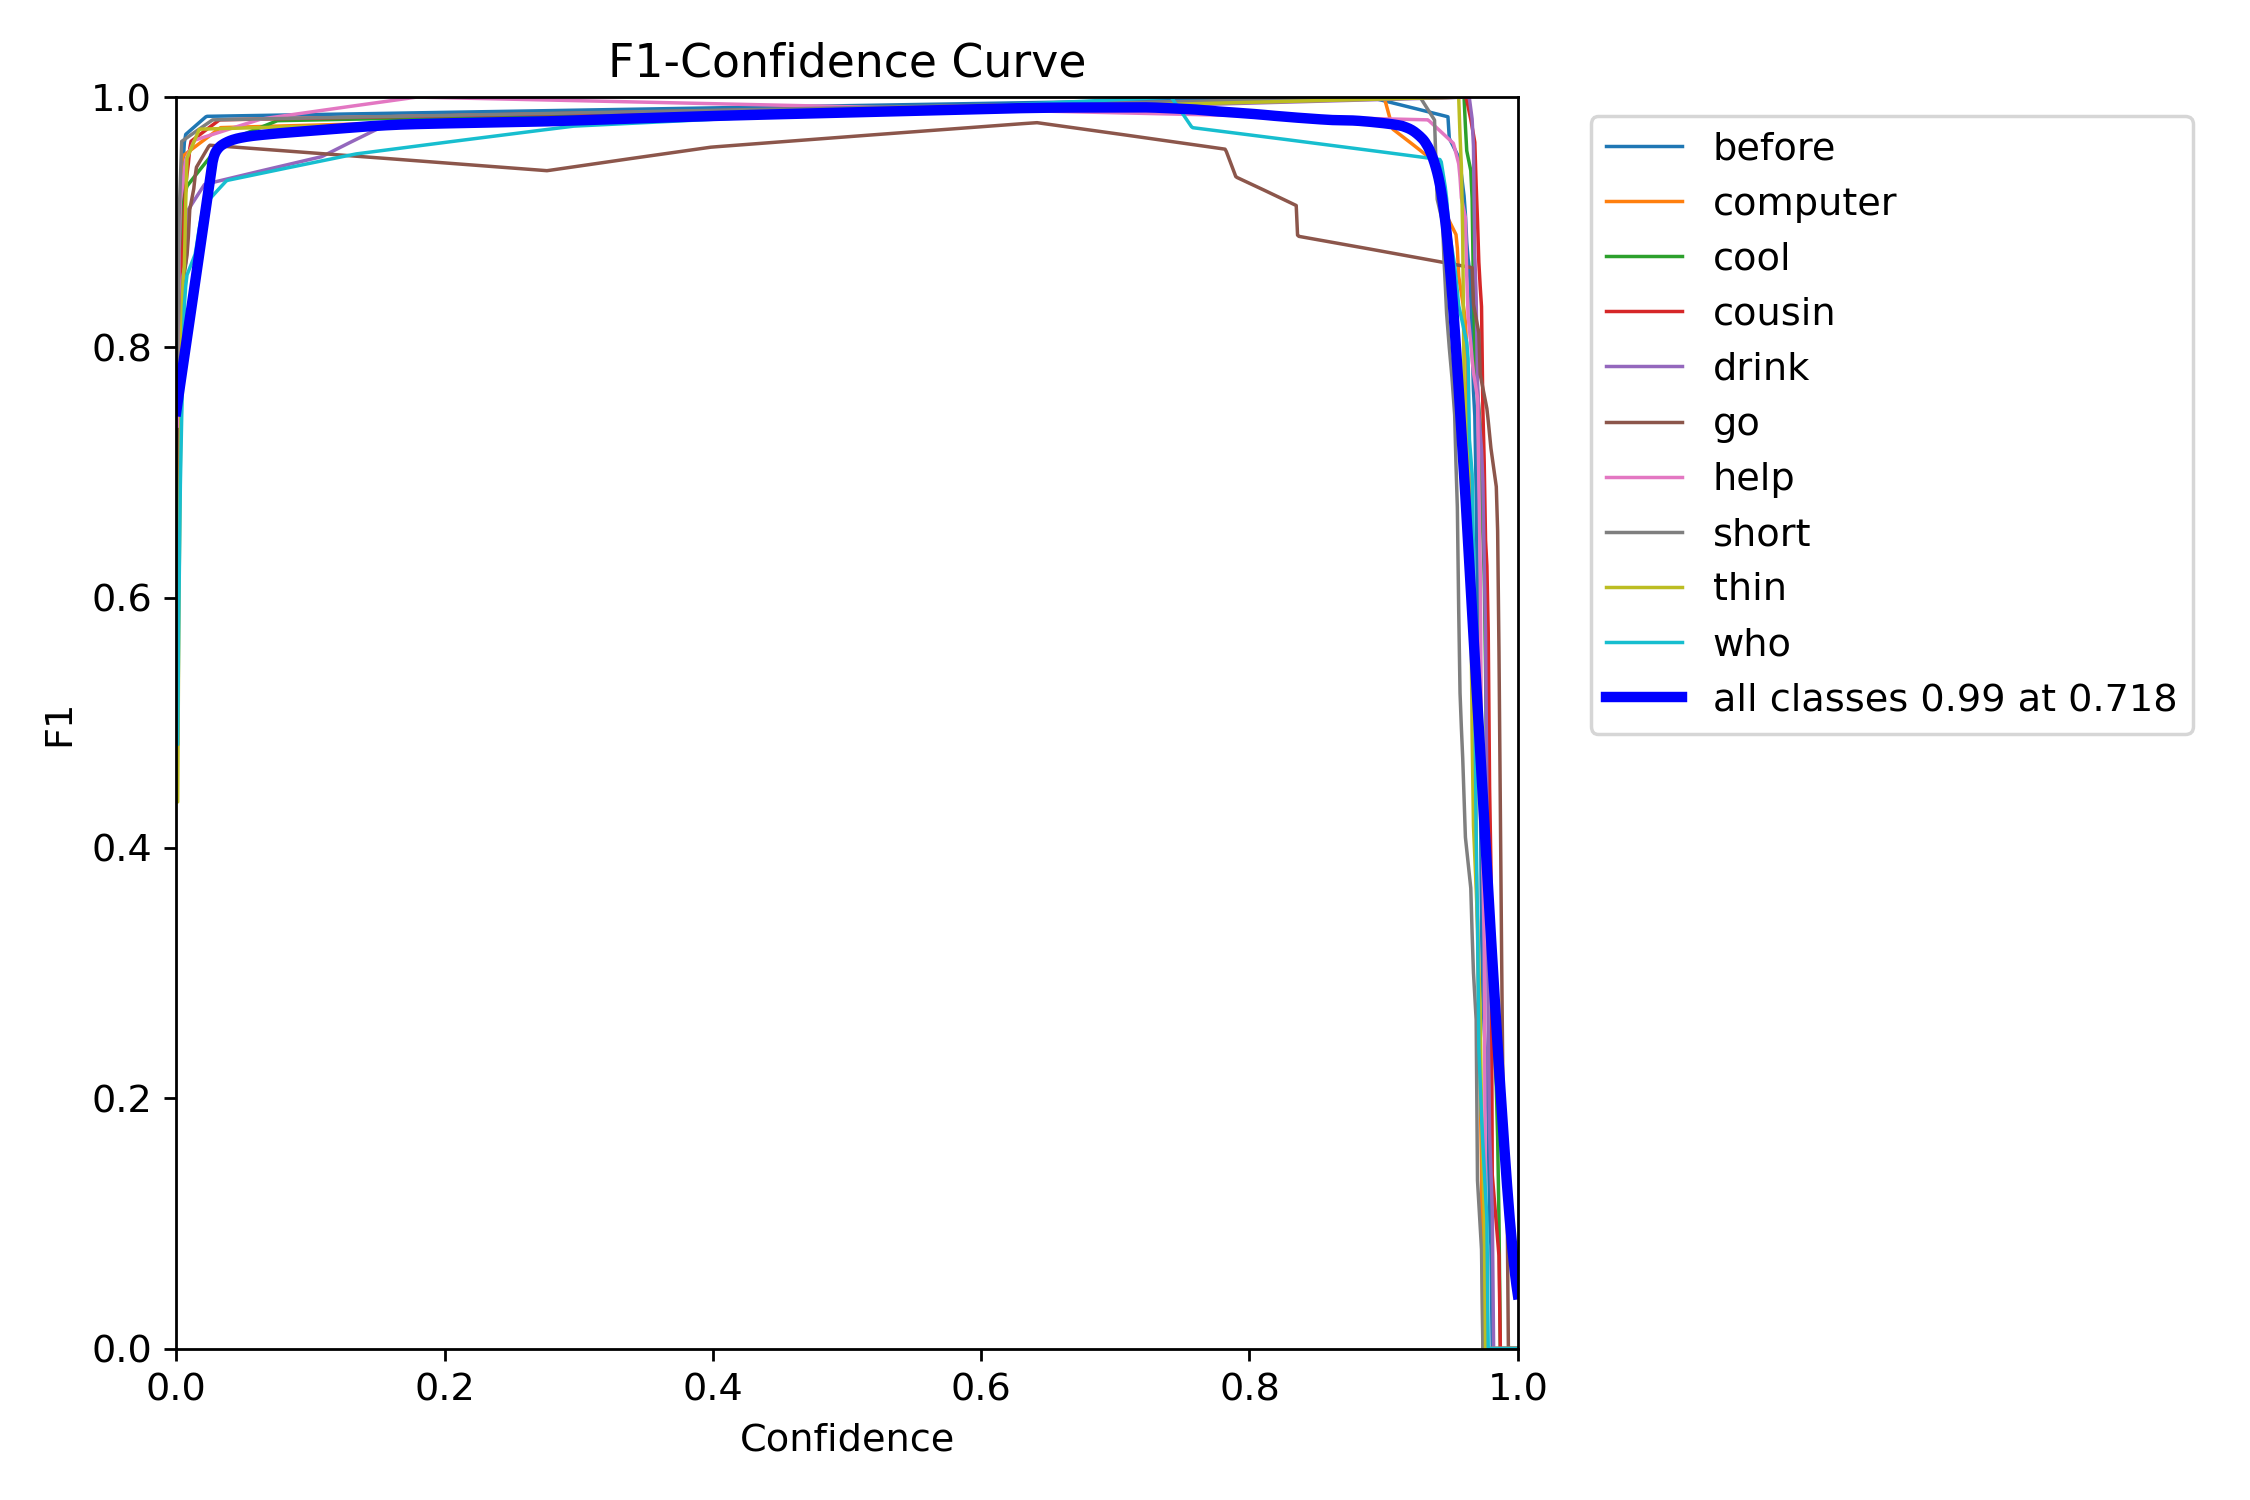 F1-Confidence Curve
1.0
0.8
0.6
0.4
0.2
0.0
F1
0.0 0.2 0.4 0.6 0.8 1.0
Confidence
before
computer
cool
cousin
drink
go
help
short
thin
who
all classes 0.99 at 0.718